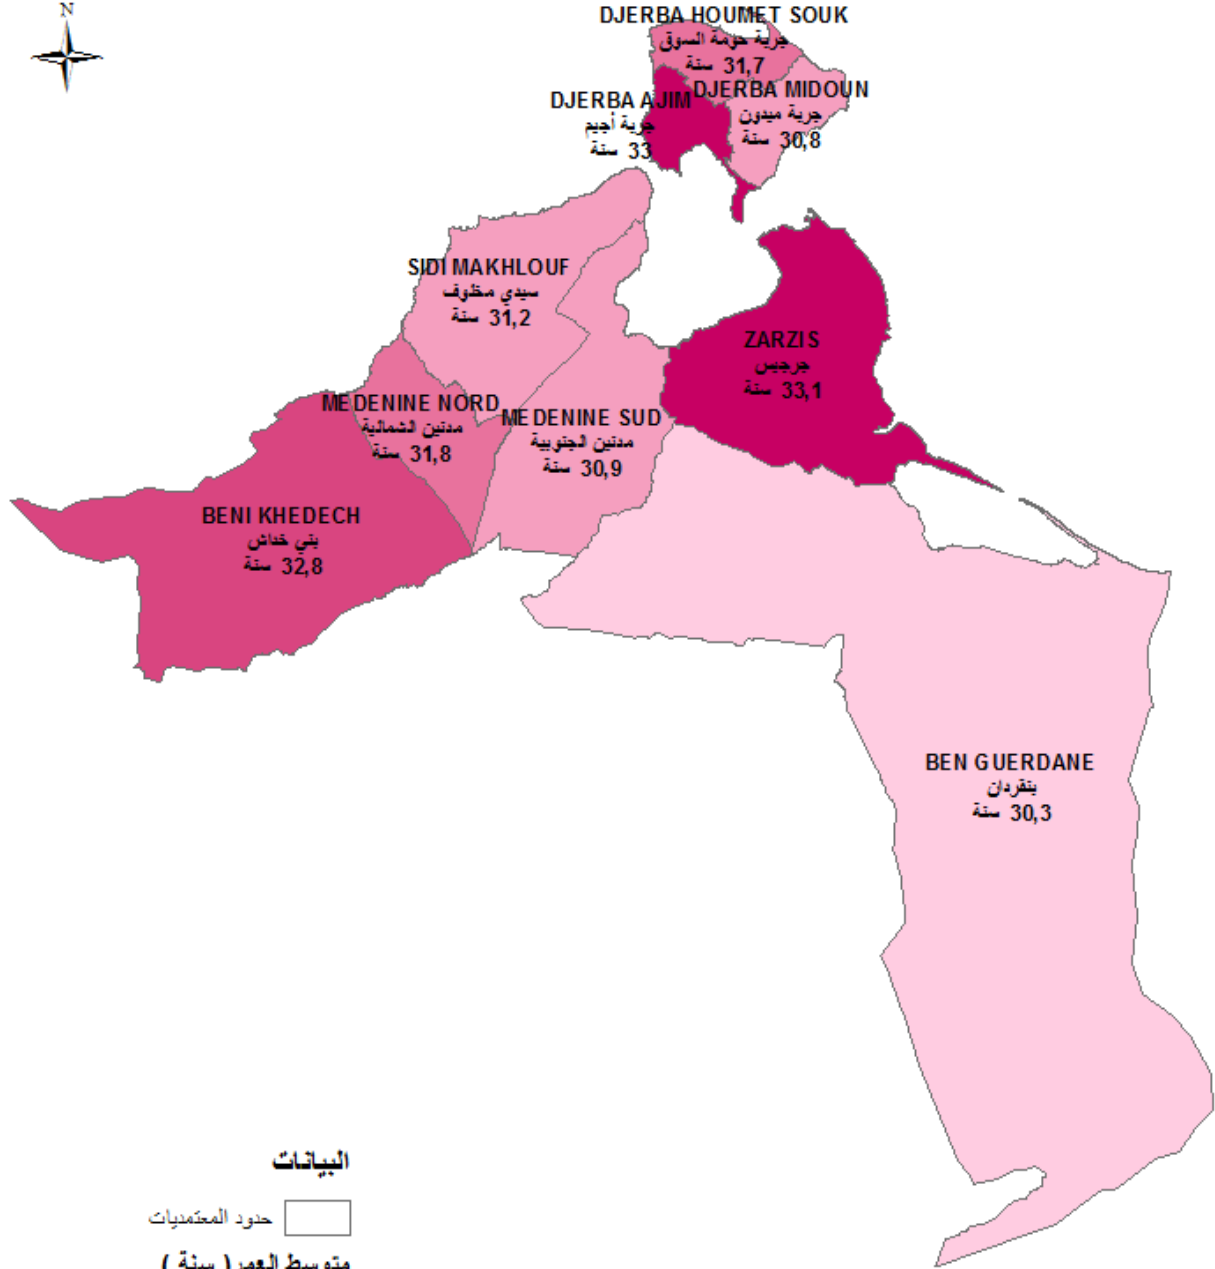 N
DJERBA HOUMET SOUK
جربة حومة السوق
31,7 سنة
DJERBA MIDOUN
جربة ميدون
30,8 سنة
DJERBA AJIM
جربة أجيم
33 سنة
SIDI MAKHLOUF
سيدي مخلوف
31,2 سنة
ZARZIS
جرجيس
33,1 سنة
MEDENINE NORD
مدنين الشمالية
31,8 سنة
MEDENINE SUD
مدنين الجنوبية
30,9 سنة
BENI KHEDECH
بني خداش
32,8 سنة
BEN GUERDANE
بنقردان
30,3 سنة
البيانات
حدود المعتمديات
متوسط العمر( سنة )